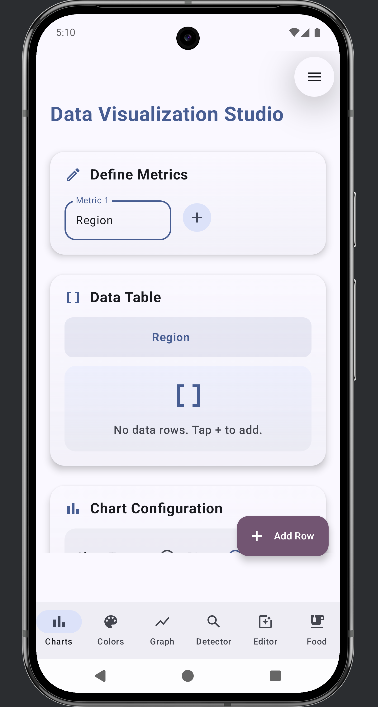 5:10
Data Visualization Studio
Define Metrics
Metric 1
Region
Data Table
Region
No data rows. Tap + to add.
Chart Configuration
Add Row
Charts Colors Graph Detector Editor Food